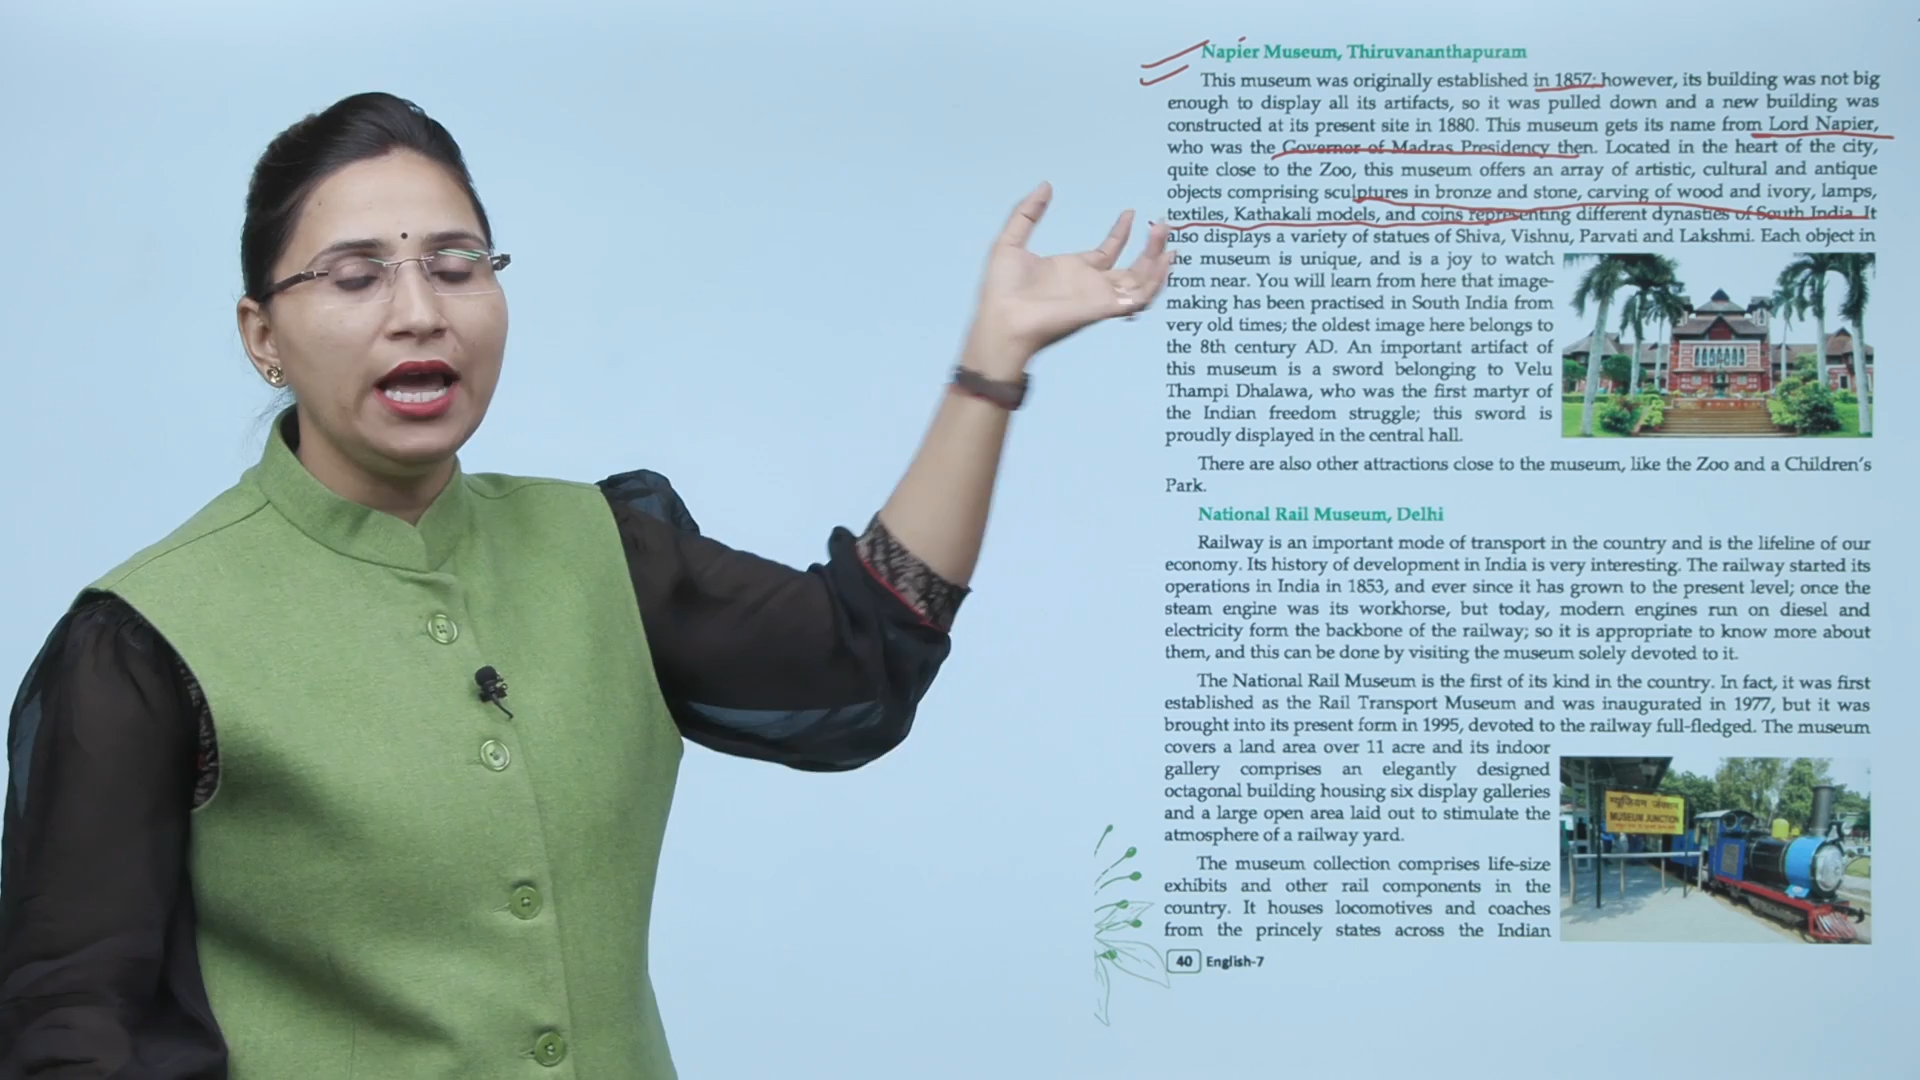 Napier Museum, Thiruvananthapuram
This museum was originally established in 1857; however, its building was not big
enough to display all its artifacts, so it was pulled down and a new building was
constructed at its present site in 1880. This museum gets its name from Lord Napier,
who was the Governor of Madras Presidency then. Located in the heart of the city,
quite close to the Zoo, this museum offers an array of artistic, cultural and antique
objects comprising sculptures in bronze and stone, carving of wood and ivory, lamps,
textiles, Kathakali models, and coins representing different dynasties of South India. It
also displays a variety of statues of Shiva, Vishnu, Parvati and Lakshmi. Each object in
the museum is unique, and is a joy to watch
from near. You will learn from here that image-
making has been practised in South India from
very old times; the oldest image here belongs to
the 8th century AD. An important artifact of
this museum is a sword belonging to Velu
Thampi Dhalawa, who was the first martyr of
the Indian freedom struggle; this sword is
proudly displayed in the central hall.
There are also other attractions close to the museum, like the Zoo and a Children's
Park.
National Rail Museum, Delhi
Railway is an important mode of transport in the country and is the lifeline of our
economy. Its history of development in India is very interesting. The railway started its
operations in India in 1853, and ever since it has grown to the present level; once the
steam engine was its workhorse, but today, modern engines run on diesel and
electricity form the backbone of the railway; so it is appropriate to know more about
them, and this can be done by visiting the museum solely devoted to it.
The National Rail Museum is the first of its kind in the country. In fact, it was first
established as the Rail Transport Museum and was inaugurated in 1977, but it was
brought into its present form in 1995, devoted to the railway full-fledged. The museum
covers a land area over 11 acre and its indoor
gallery comprises an elegantly designed
octagonal building housing six display galleries
and a large open area laid out to stimulate the
atmosphere of a railway yard.
The museum collection comprises life-size
exhibits and other rail components in the
country. It houses locomotives and coaches
from the princely states across the Indian
म्यूजियम जंक्शन
MUSEUM JUNCTION
40 English-7